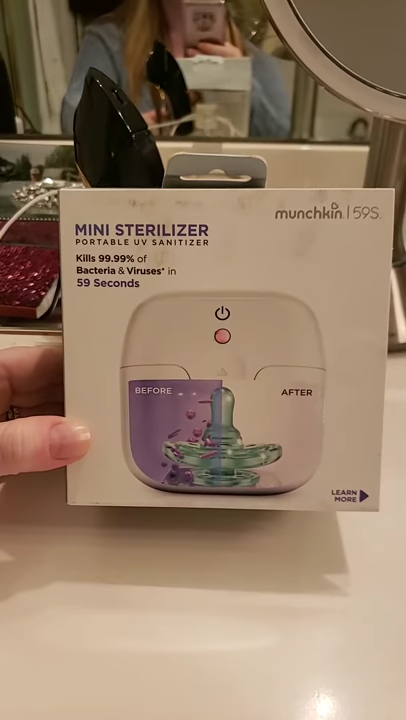 munchkin. | 59S.
MINI STERILIZER
PORTABLE UV SANITIZER
Kills 99.99% of
Bacteria & Viruses* in
59 Seconds
BEFORE
AFTER
LEARN
MORE